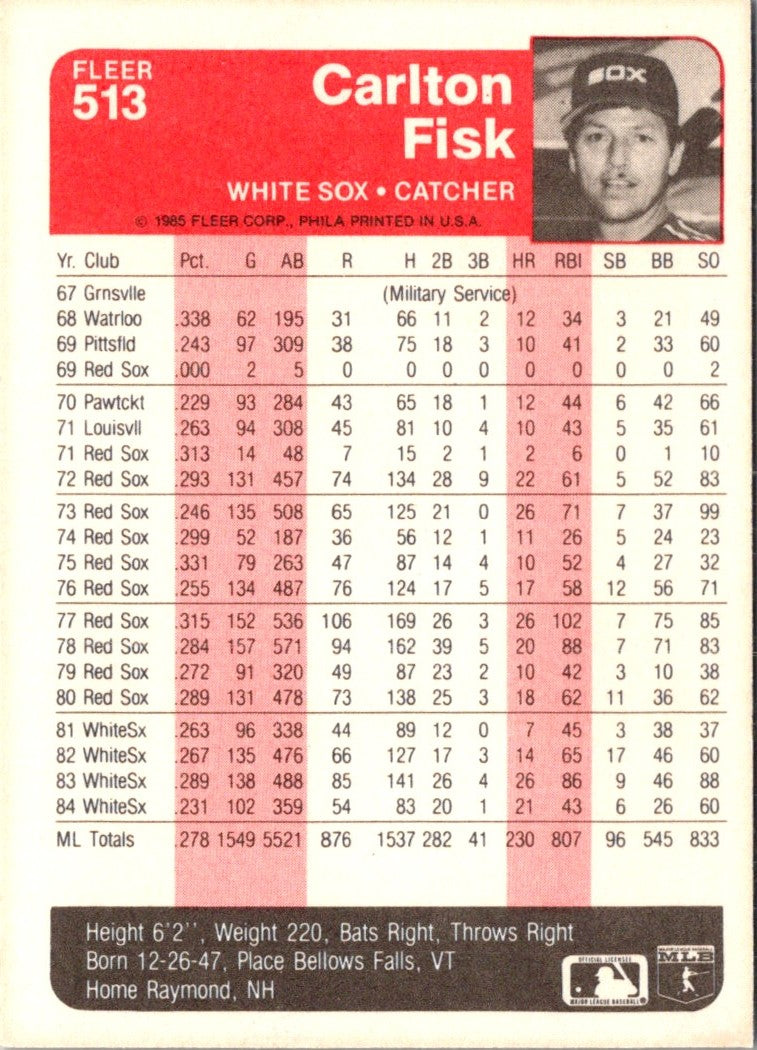 FLEER
513
Carlton
Fisk
SOX
WHITE SOX • CATCHER
© 1985 FLEER CORP., PHILA PRINTED IN U.S.A.
Yr. Club Pct. G AB R H 2B 3B HR RBI SB BB SO
67 Grnsvlle (Military Service)
68 Watrloo .338 62 195 31 66 11 2 12 34 3 21 49
69 Pittsfld .243 97 309 38 75 18 3 10 41 2 33 60
69 Red Sox .000 2 5 0 0 0 0 0 0 0 0 2
70 Pawtckt .229 93 284 43 65 18 1 12 44 6 42 66
71 Louisvll .263 94 308 45 81 10 4 10 43 5 35 61
71 Red Sox .313 14 48 7 15 2 1 2 6 0 1 10
72 Red Sox .293 131 457 74 134 28 9 22 61 5 52 83
73 Red Sox .246 135 508 65 125 21 0 26 71 7 37 99
74 Red Sox .299 52 187 36 56 12 1 11 26 5 24 23
75 Red Sox .331 79 263 47 87 14 4 10 52 4 27 32
76 Red Sox .255 134 487 76 124 17 5 17 58 12 56 71
77 Red Sox .315 152 536 106 169 26 3 26 102 7 75 85
78 Red Sox .284 157 571 94 162 39 5 20 88 7 71 83
79 Red Sox .272 91 320 49 87 23 2 10 42 3 10 38
80 Red Sox .289 131 478 73 138 25 3 18 62 11 36 62
81 WhiteSx .263 96 338 44 89 12 0 7 45 3 38 37
82 WhiteSx .267 135 476 66 127 17 3 14 65 17 46 60
83 WhiteSx .289 138 488 85 141 26 4 26 86 9 46 88
84 WhiteSx .231 102 359 54 83 20 1 21 43 6 26 60
ML Totals .278 1549 5521 876 1537 282 41 230 807 96 545 833
Height 6'2'', Weight 220, Bats Right, Throws Right
Born 12-26-47, Place Bellows Falls, VT
Home Raymond, NH
OFFICIAL LICENSEE
MAJOR LEAGUE BASEBALL
MAJOR LEAGUE BASEBALL
MLB